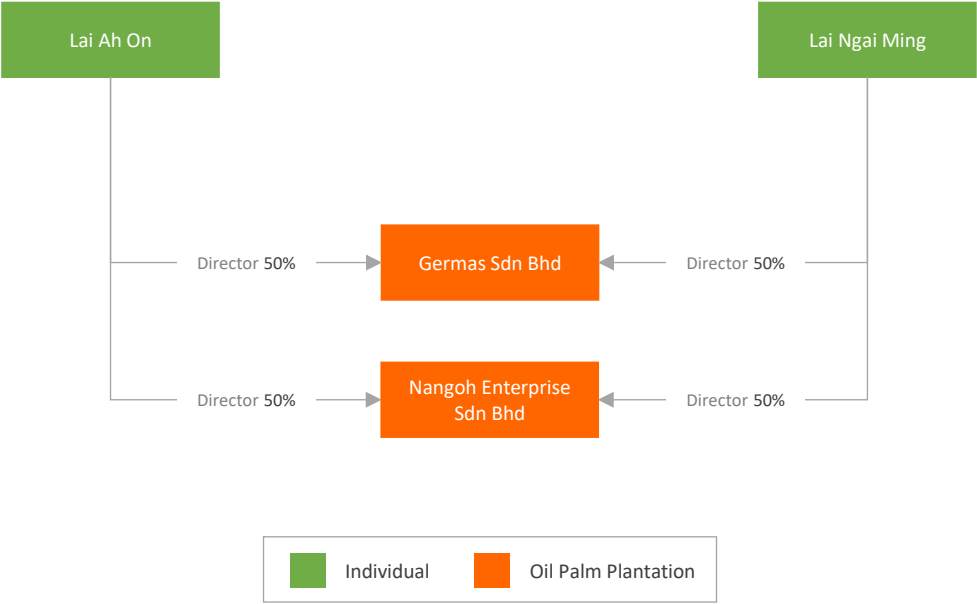 Lai Ah On
Lai Ngai Ming
Director 50%
Germas Sdn Bhd
Director 50%
Director 50%
Nangoh Enterprise
Sdn Bhd
Director 50%
Individual
Oil Palm Plantation